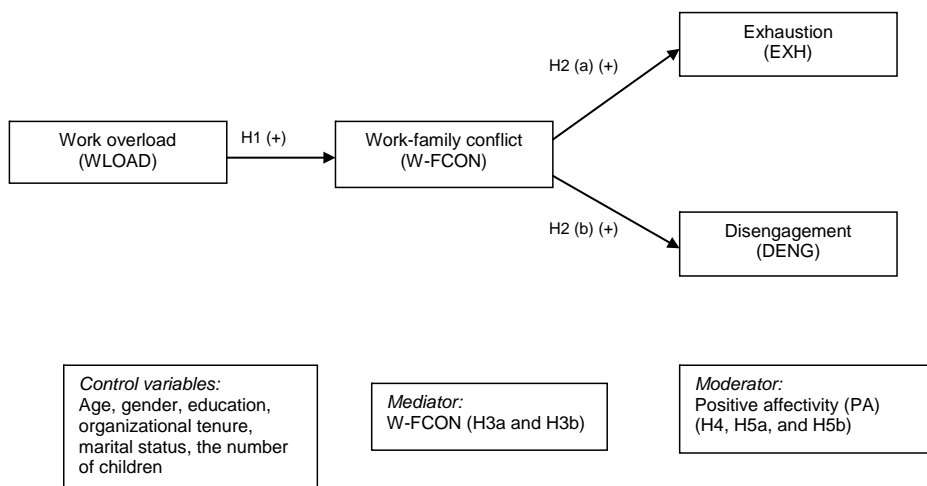 Exhaustion
(EXH)
H2 (a) (+)
Work overload
(WLOAD)
H1 (+)
Work-family conflict
(W-FCON)
H2 (b) (+)
Disengagement
(DENG)
Control variables:
Age, gender, education,
organizational tenure,
marital status, the number
of children
Mediator:
W-FCON (H3a and H3b)
Moderator:
Positive affectivity (PA)
(H4, H5a, and H5b)